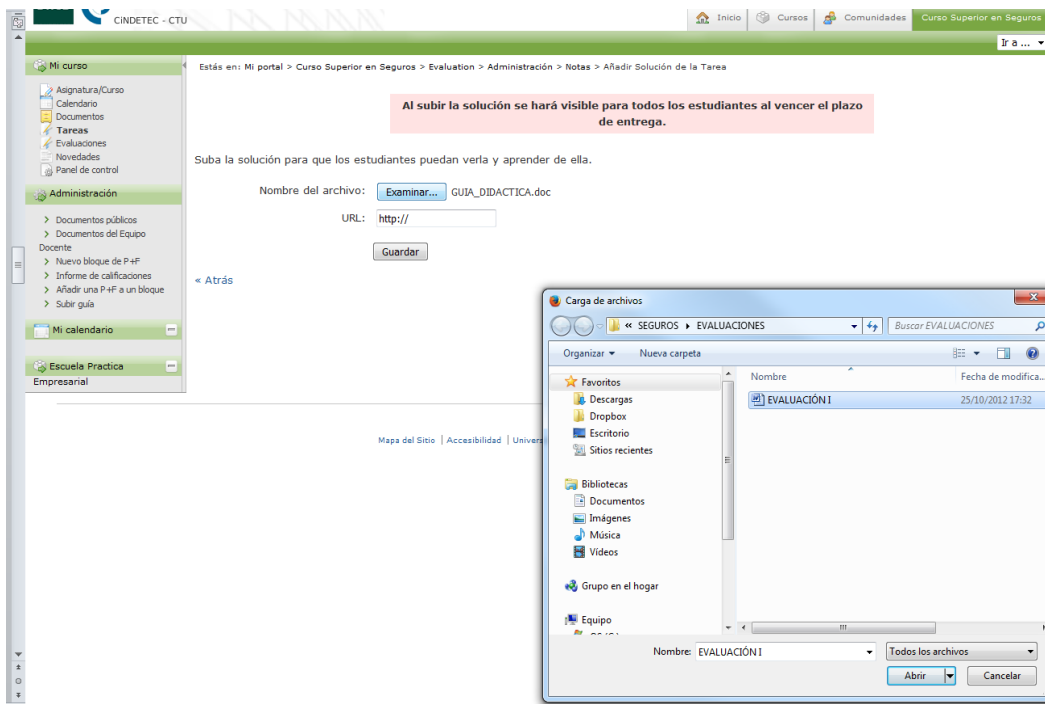 CiNDETEC - CTU
Inicio
Cursos
Comunidades
Curso Superior en Seguros
Ir a ...
Mi curso
Asignatura/Curso
Calendario
Documentos
Tareas
Evaluaciones
Novedades
Panel de control
Administración
Documentos públicos
Documentos del Equipo
Docente
Nuevo bloque de P+F
Informe de calificaciones
Añadir una P+F a un bloque
Subir guía
Mi calendario
Escuela Practica
Empresarial
Estás en: Mi portal > Curso Superior en Seguros > Evaluation > Administración > Notas > Añadir Solución de la Tarea
Al subir la solución se hará visible para todos los estudiantes al vencer el plazo
de entrega.
Suba la solución para que los estudiantes puedan verla y aprender de ella.
Nombre del archivo: Examinar... GUIA_DIDACTICA.doc
URL: http://
Guardar
« Atrás
Mapa del Sitio | Accesibilidad | Univers
Carga de archivos
« SEGUROS ▸ EVALUACIONES
Buscar EVALUACIONES
Organizar
Nueva carpeta
Favoritos
Descargas
Dropbox
Escritorio
Sitios recientes
Bibliotecas
Documentos
Imágenes
Música
Vídeos
Grupo en el hogar
Equipo
Nombre
Fecha de modifica...
EVALUACIÓN I
25/10/2012 17:32
Nombre: EVALUACIÓN I
Todos los archivos
Abrir
Cancelar